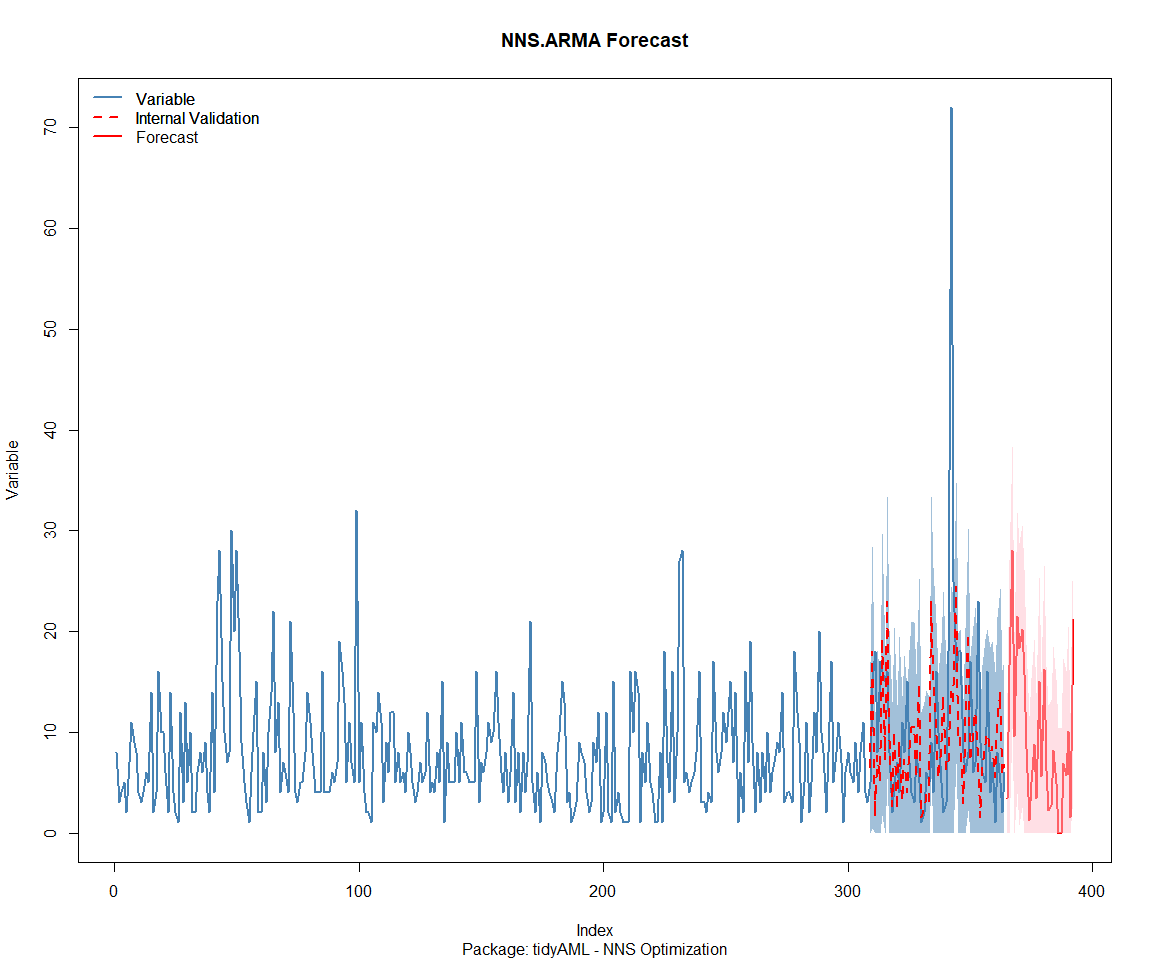 NNS.ARMA Forecast
Variable
Internal Validation
Forecast
Variable
70
60
50
40
30
20
10
0
0 100 200 300 400
Index
Package: tidyAML - NNS Optimization